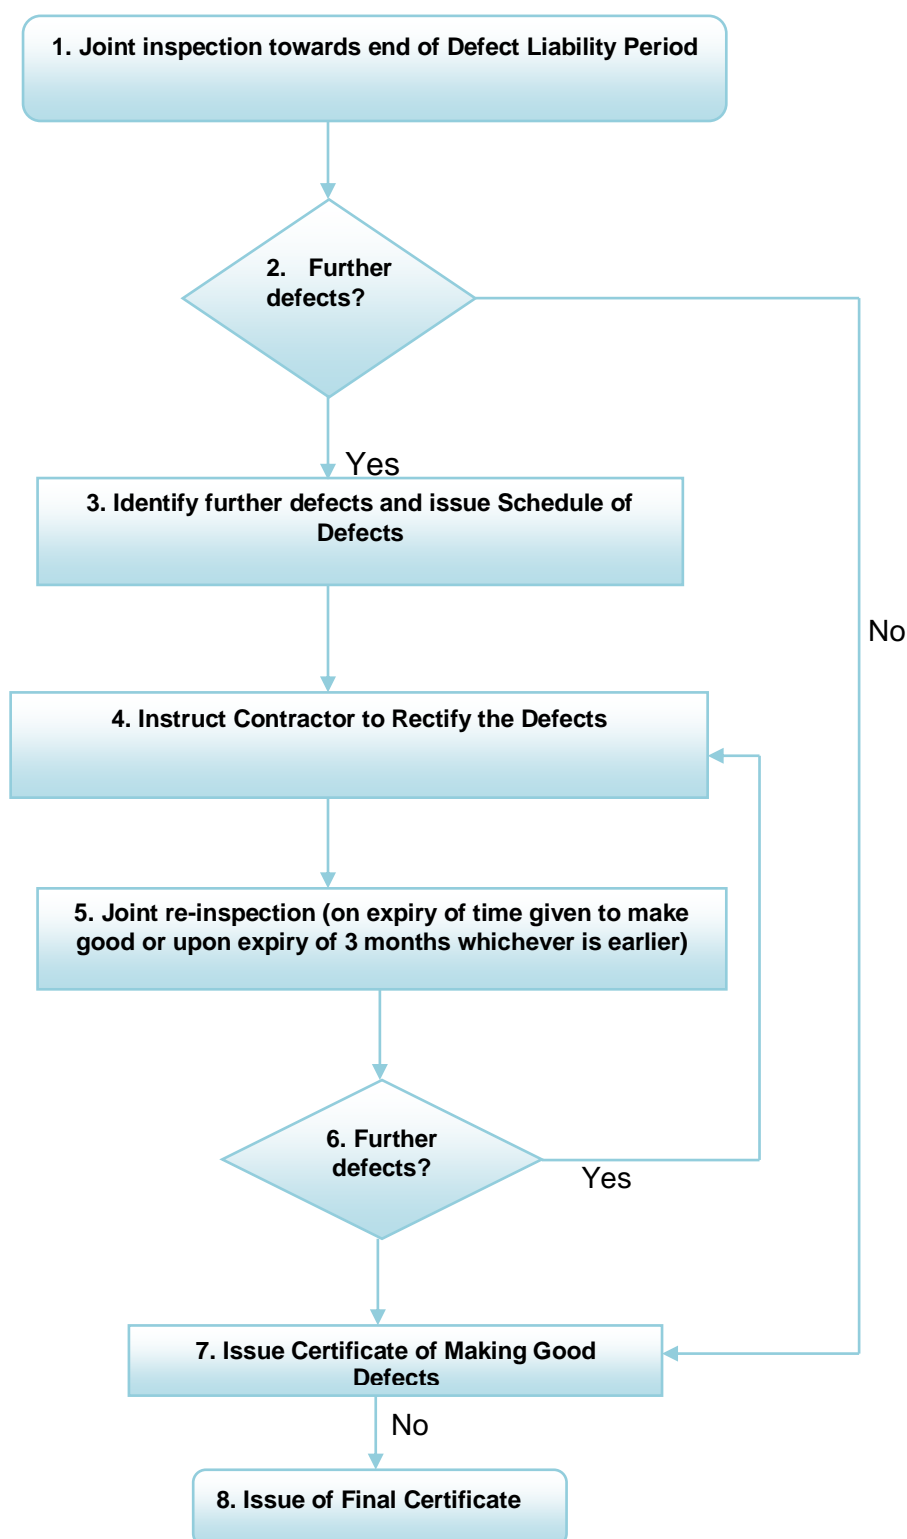 1. Joint inspection towards end of Defect Liability Period
2. Further
defects?
Yes
3. Identify further defects and issue Schedule of
Defects
No
4. Instruct Contractor to Rectify the Defects
5. Joint re-inspection (on expiry of time given to make
good or upon expiry of 3 months whichever is earlier)
6. Further
defects?
Yes
7. Issue Certificate of Making Good
Defects
No
8. Issue of Final Certificate